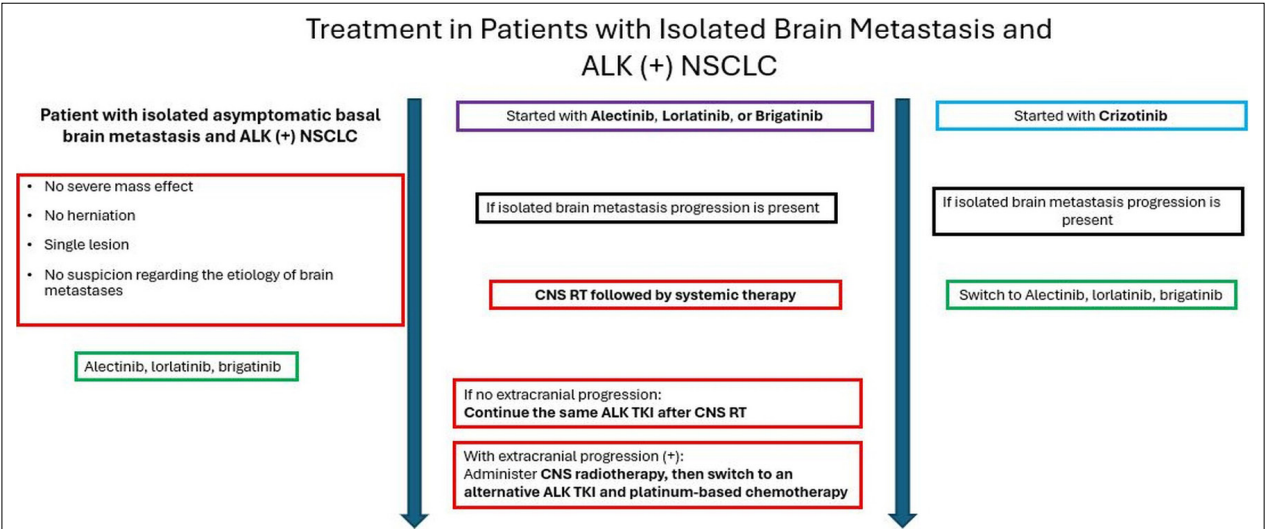 Treatment in Patients with Isolated Brain Metastasis and
ALK (+) NSCLC
Patient with isolated asymptomatic basal
brain metastasis and ALK (+) NSCLC
• No severe mass effect
• No herniation
• Single lesion
• No suspicion regarding the etiology of brain
metastases
Alectinib, lorlatinib, brigatinib
Started with Alectinib, Lorlatinib, or Brigatinib
If isolated brain metastasis progression is present
CNS RT followed by systemic therapy
If no extracranial progression:
Continue the same ALK TKI after CNS RT
With extracranial progression (+):
Administer CNS radiotherapy, then switch to an
alternative ALK TKI and platinum-based chemotherapy
Started with Crizotinib
If isolated brain metastasis progression is
present
Switch to Alectinib, lorlatinib, brigatinib